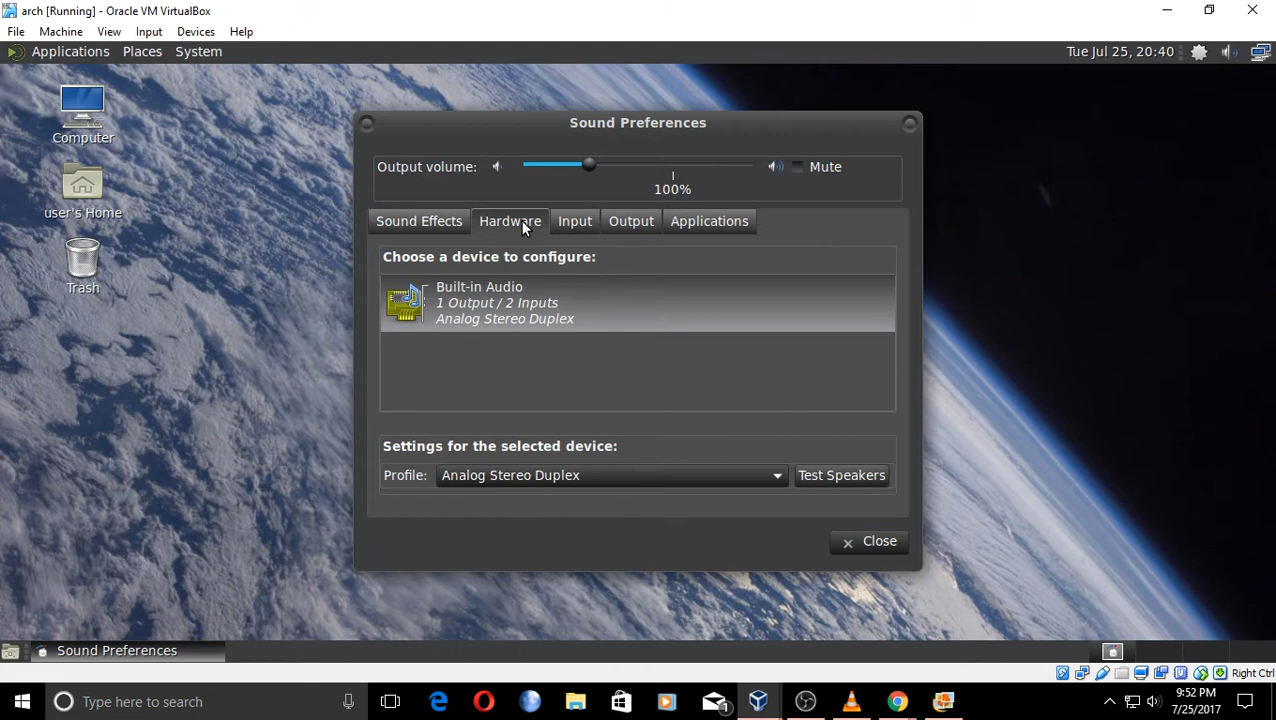 arch [Running] - Oracle VM VirtualBox
File Machine View Input Devices Help
Applications Places System Tue Jul 25, 20:40
Computer
user's Home
Trash
Sound Preferences
Output volume: Mute
100%
Sound Effects Hardware Input Output Applications
Choose a device to configure:
Built-in Audio
1 Output / 2 Inputs
Analog Stereo Duplex
Settings for the selected device:
Profile: Analog Stereo Duplex Test Speakers
Close
Sound Preferences
Right Ctrl
Type here to search
1
9:52 PM
7/25/2017